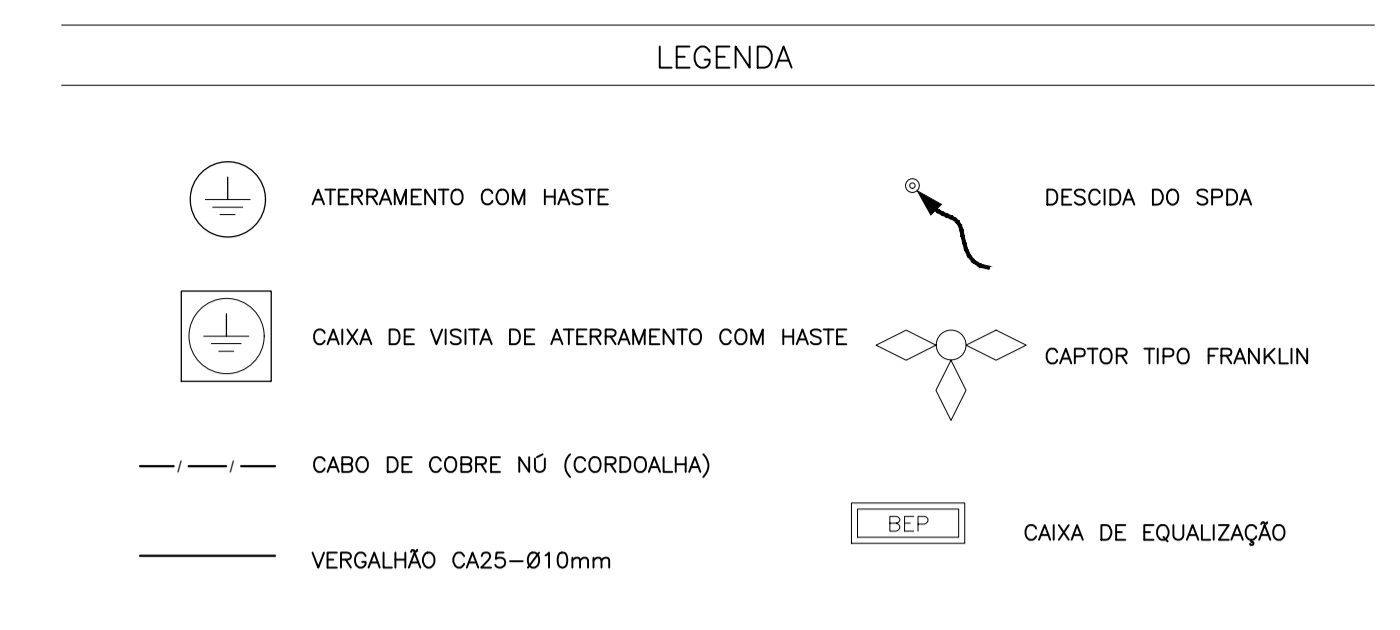 LEGENDA
ATERRAMENTO COM HASTE
DESCIDA DO SPDA
CAIXA DE VISITA DE ATERRAMENTO COM HASTE
CAPTOR TIPO FRANKLIN
CABO DE COBRE NÚ (CORDOALHA)
BEP
CAIXA DE EQUALIZAÇÃO
VERGALHÃO CA25-Ø10mm